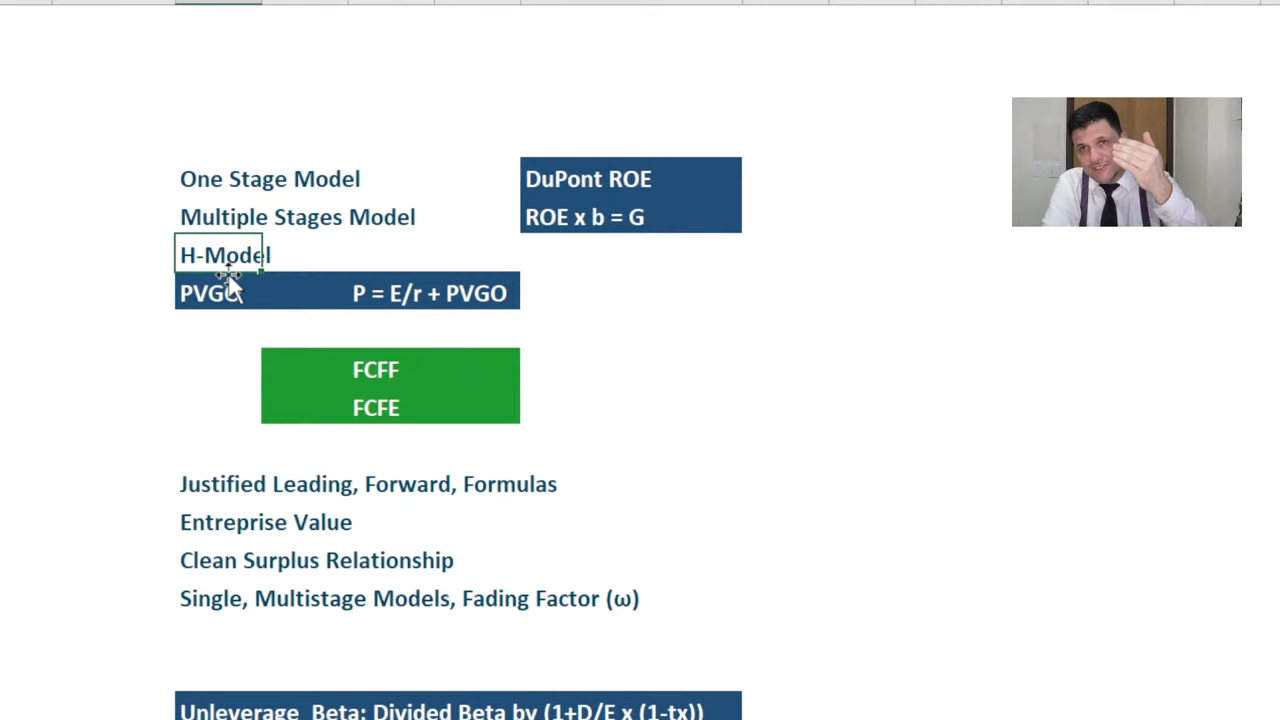 One Stage Model
DuPont ROE
Multiple Stages Model
ROE x b = G
H-Model
PVGO
P = E/r + PVGO
FCFF
FCFE
Justified Leading, Forward, Formulas
Entreprise Value
Clean Surplus Relationship
Single, Multistage Models, Fading Factor (ω)
Unleverage Beta: Divided Beta by (1+D/E x (1-tx))